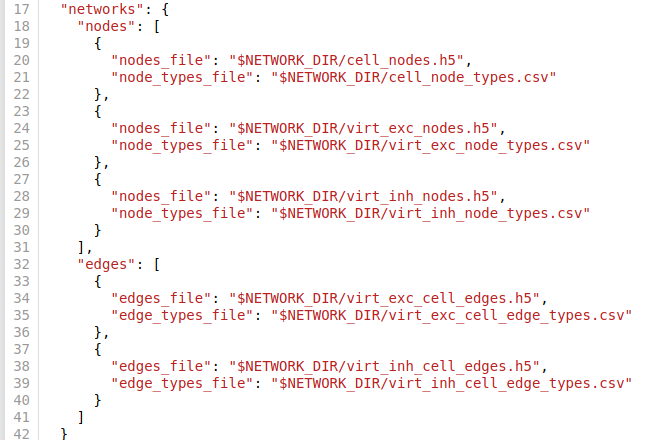 17 "networks": {
18 "nodes": [
19 {
20 "nodes_file": "$NETWORK_DIR/cell_nodes.h5",
21 "node_types_file": "$NETWORK_DIR/cell_node_types.csv"
22 },
23 {
24 "nodes_file": "$NETWORK_DIR/virt_exc_nodes.h5",
25 "node_types_file": "$NETWORK_DIR/virt_exc_node_types.csv"
26 },
27 {
28 "nodes_file": "$NETWORK_DIR/virt_inh_nodes.h5",
29 "node_types_file": "$NETWORK_DIR/virt_inh_node_types.csv"
30 }
31 ],
32 "edges": [
33 {
34 "edges_file": "$NETWORK_DIR/virt_exc_cell_edges.h5",
35 "edge_types_file": "$NETWORK_DIR/virt_exc_cell_edge_types.csv"
36 },
37 {
38 "edges_file": "$NETWORK_DIR/virt_inh_cell_edges.h5",
39 "edge_types_file": "$NETWORK_DIR/virt_inh_cell_edge_types.csv"
40 }
41 ]
42 }